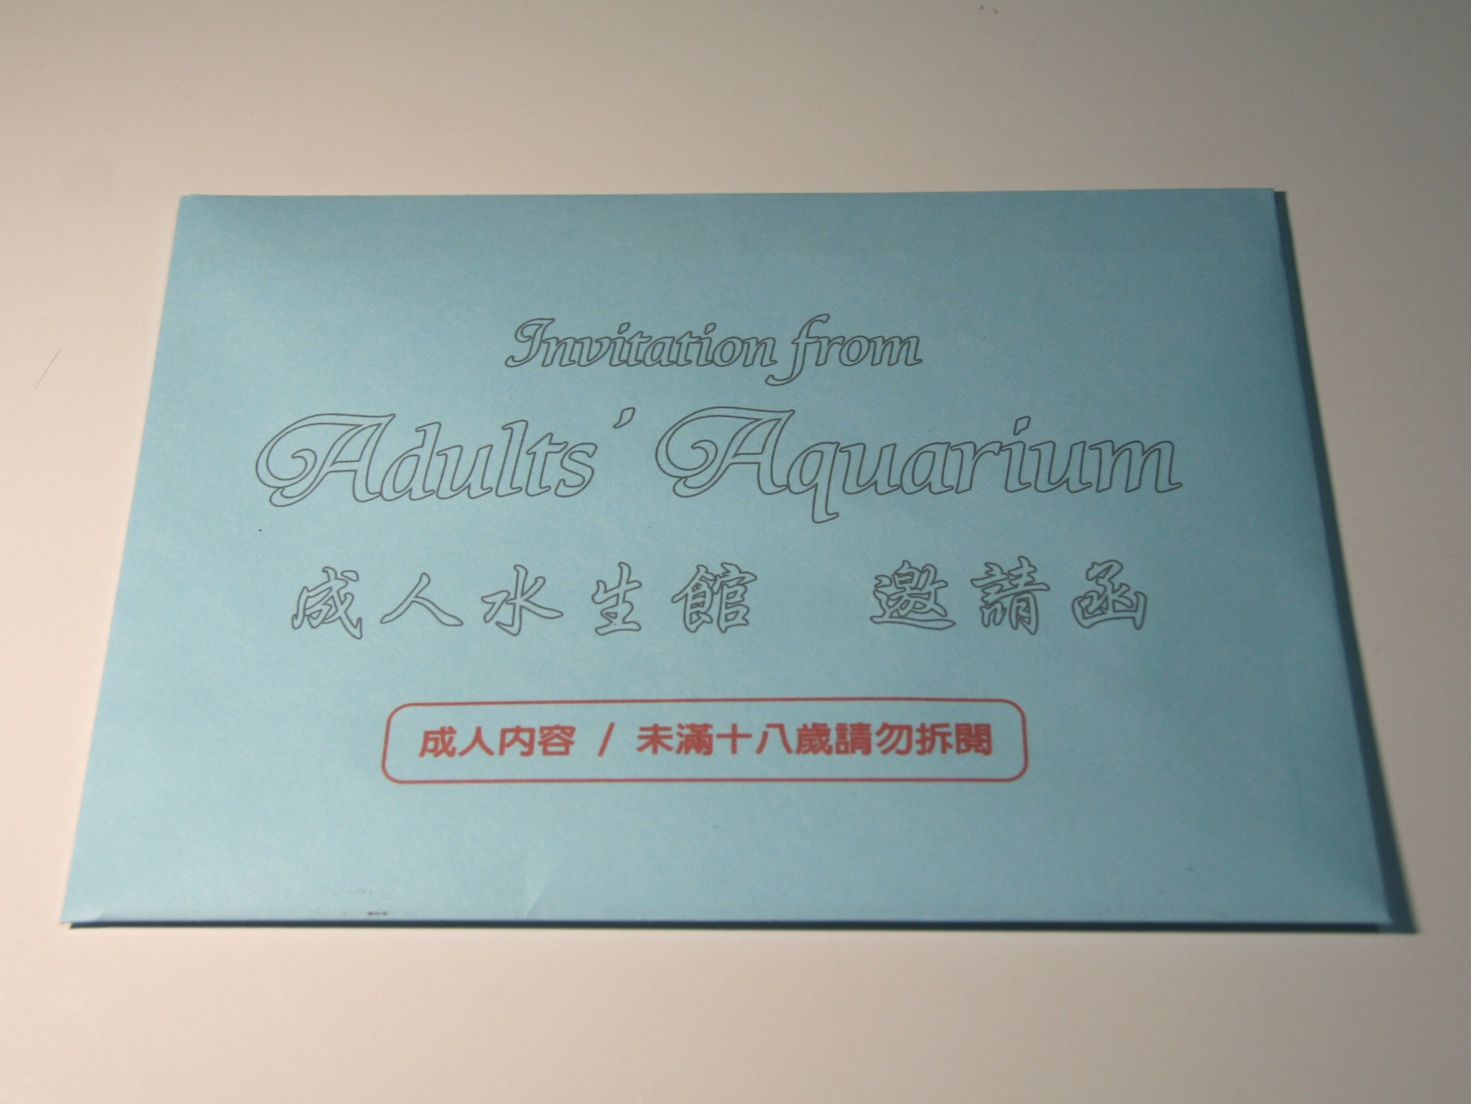 Invitation from
Adults' Aquarium
成人水生館 邀請函
成人内容 / 未滿十八歲請勿拆閱